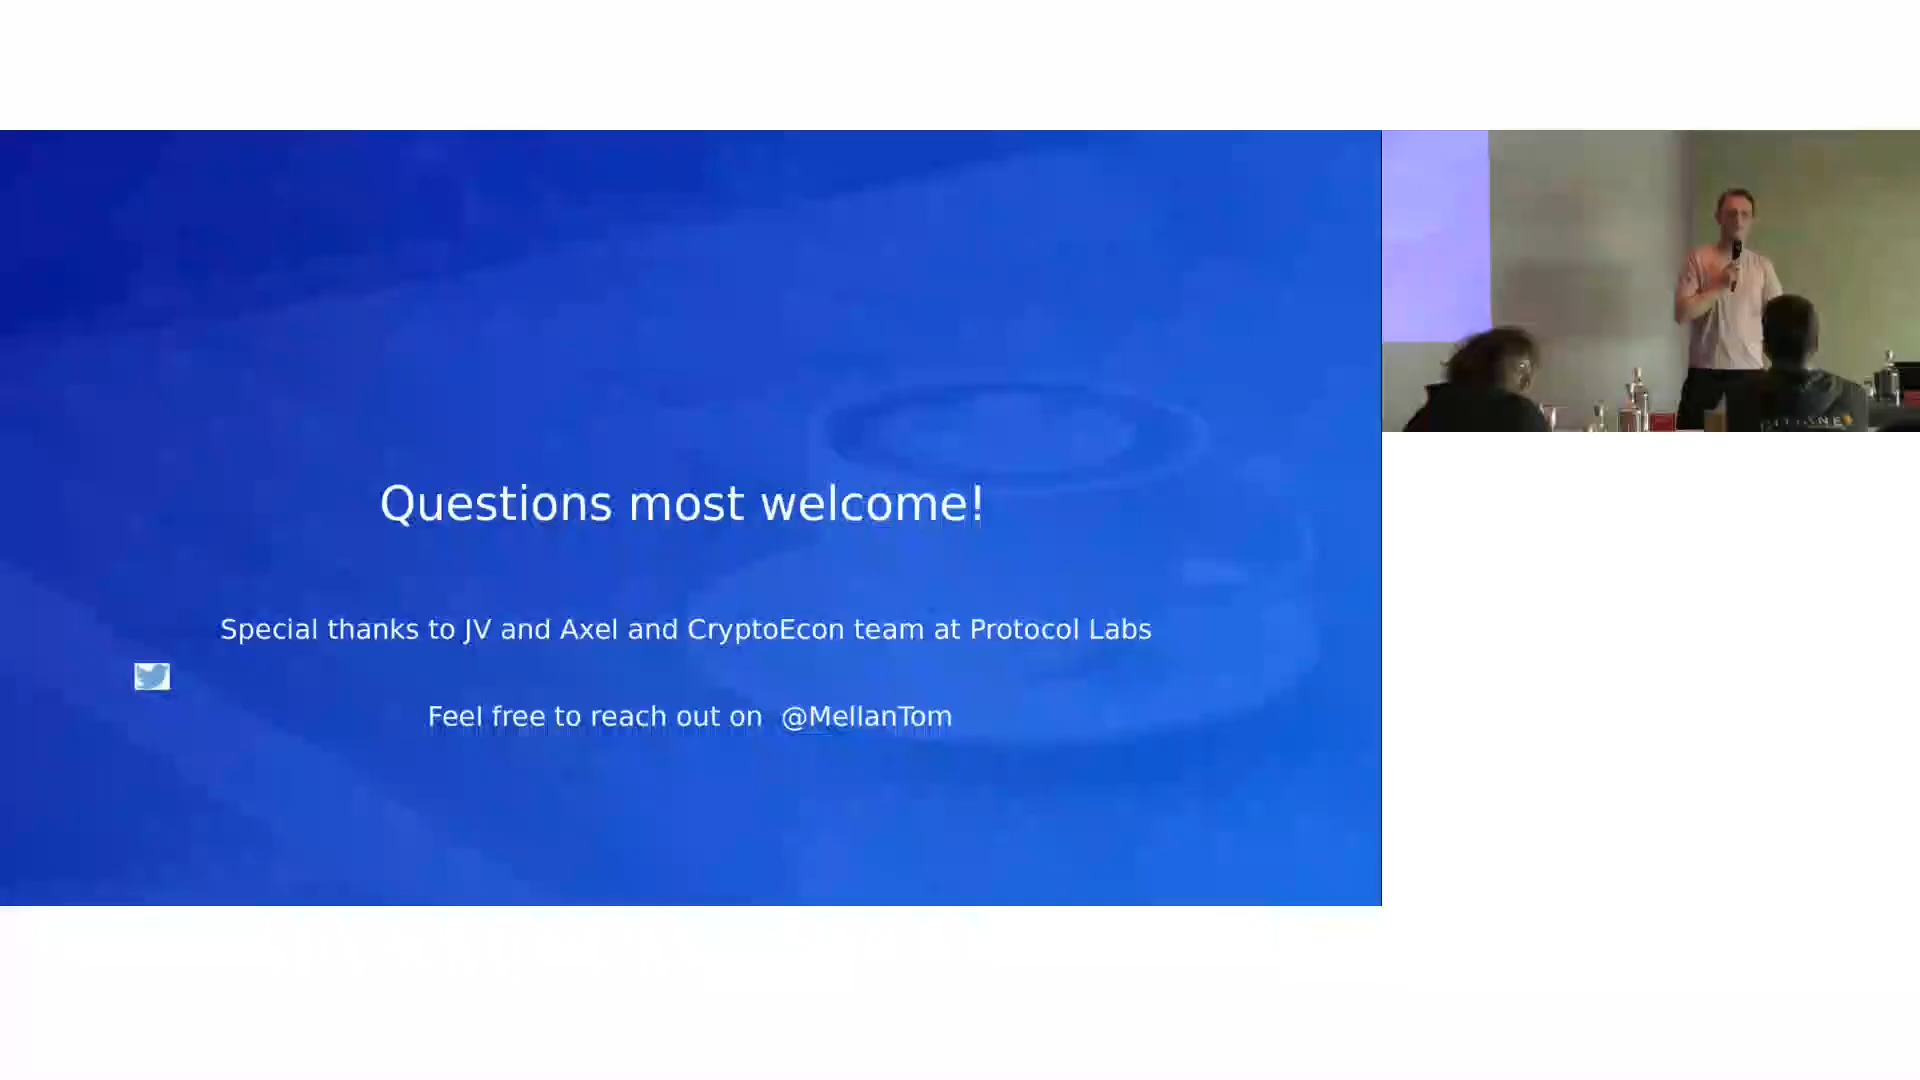 Questions most welcome!
Special thanks to JV and Axel and CryptoEcon team at Protocol Labs
Feel free to reach out on @MellanTom